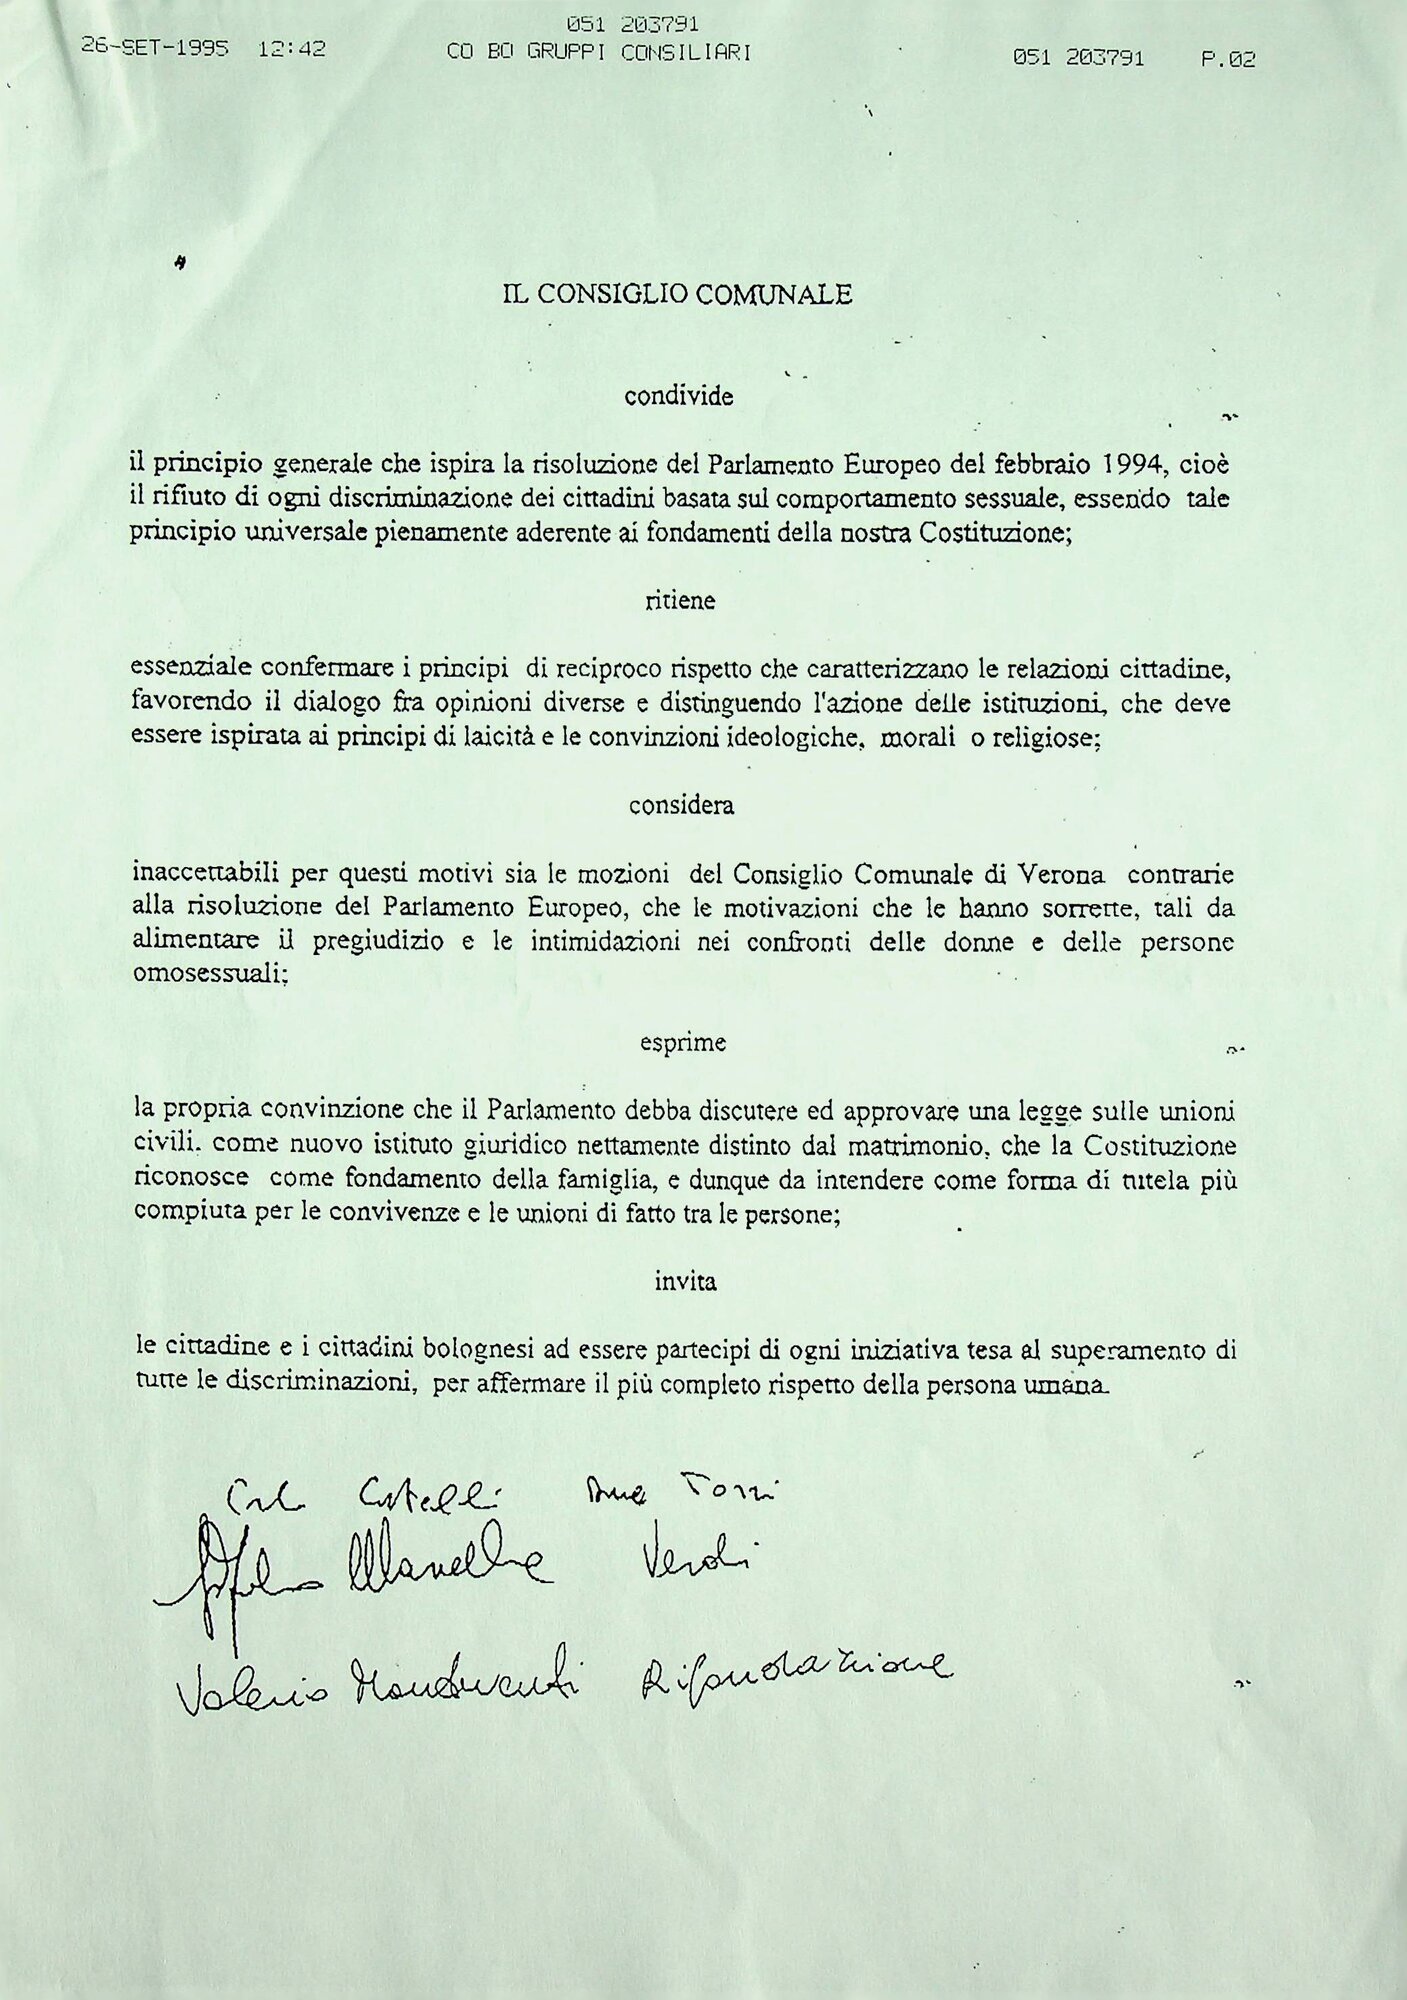 051 203791
26-SET-1995 12:42 CO BO GRUPPI CONSILIARI 051 203791 P.02
IL CONSIGLIO COMUNALE
condivide
il principio generale che ispira la risoluzione del Parlamento Europeo del febbraio 1994, cioè
il rifiuto di ogni discriminazione dei cittadini basata sul comportamento sessuale, essendo tale
principio universale pienamente aderente ai fondamenti della nostra Costituzione;
ritiene
essenziale confermare i principi di reciproco rispetto che caratterizzano le relazioni cittadine,
favorendo il dialogo fra opinioni diverse e distinguendo l'azione delle istituzioni, che deve
essere ispirata ai principi di laicità e le convinzioni ideologiche, morali o religiose;
considera
inaccettabili per questi motivi sia le mozioni del Consiglio Comunale di Verona contrarie
alla risoluzione del Parlamento Europeo, che le motivazioni che le hanno sorrette, tali da
alimentare il pregiudizio e le intimidazioni nei confronti delle donne e delle persone
omosessuali;
esprime
la propria convinzione che il Parlamento debba discutere ed approvare una legge sulle unioni
civili, come nuovo istituto giuridico nettamente distinto dal matrimonio, che la Costituzione
riconosce come fondamento della famiglia, e dunque da intendere come forma di tutela più
compiuta per le convivenze e le unioni di fatto tra le persone;
invita
le cittadine e i cittadini bolognesi ad essere partecipi di ogni iniziativa tesa al superamento di
tutte le discriminazioni, per affermare il più completo rispetto della persona umana.
Castelli Due Torri
Verdi
Valerio Rifondazione